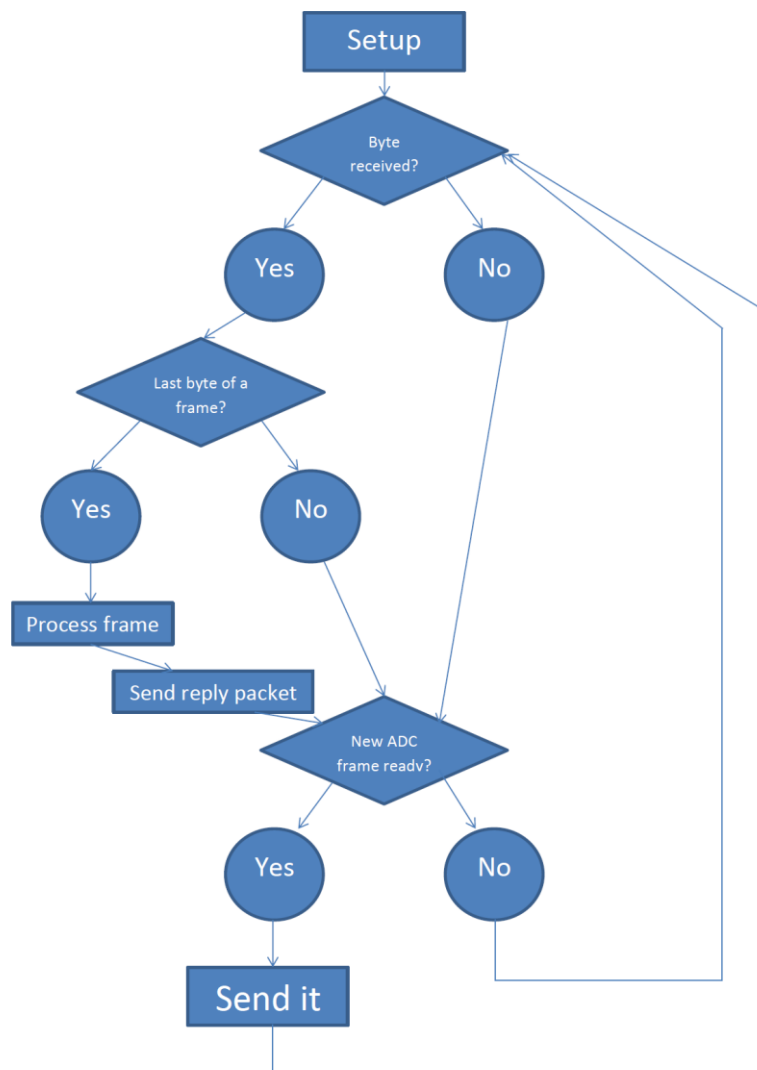 Setup
Byte
received?
Yes
No
Last byte of a
frame?
Yes
No
Process frame
Send reply packet
New ADC
frame readv?
Yes
No
Send it